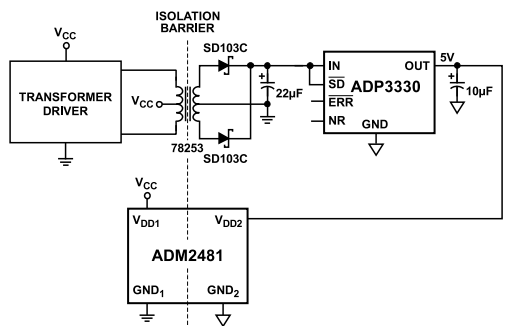 ISOLATION
BARRIER
VCC
SD103C
IN
OUT
5V
TRANSFORMER
DRIVER
VCC
+
22µF
SD
ERR
NR
ADP3330
+
10µF
GND
78253
SD103C
VCC
VDD1
VDD2
ADM2481
GND1
GND2